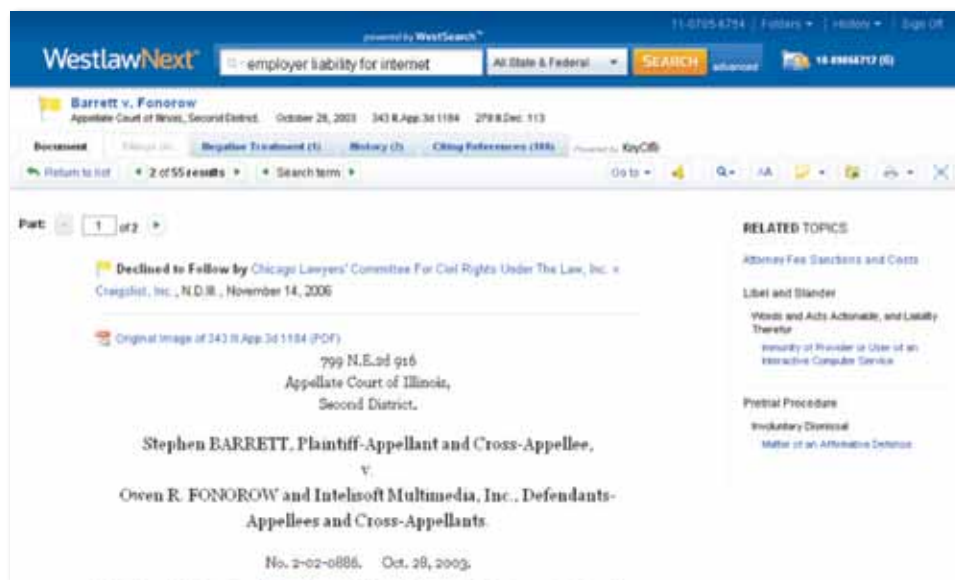 Folders | History | Sign Off
powered by WestSearch
WestlawNext
employer liability for internet
All State & Federal
SEARCH
advanced
Barrett v. Fonorow
Appellate Court of Illinois, Second District. October 28, 2003 343 Ill.App.3d 1184 278 Ill.Dec. 113
Document
Negative Treatment (1)
History (7)
Citing References
Powered by KeyCite
Return to list
2 of 55 results
Search term
Go to
AA
Part:
1
of 2
Declined to Follow by Chicago Lawyers' Committee For Civil Rights Under The Law, Inc. v.
Craigslist, Inc., N.D.Ill., November 14, 2006
Original Image of 343 Ill.App.3d 1184 (PDF)
799 N.E.2d 916
Appellate Court of Illinois,
Second District.
Stephen BARRETT, Plaintiff-Appellant and Cross-Appellee,
v.
Owen R. FONOROW and Intelisoft Multimedia, Inc., Defendants-
Appellees and Cross-Appellants.
No. 2-02-0886. Oct. 28, 2003.
RELATED TOPICS
Attorney Fee Sanctions and Costs
Libel and Slander
Words and Acts Actionable, and Liability
Therefor
Immunity of Provider or User of an
Interactive Computer Service
Pretrial Procedure
Involuntary Dismissal
Matter of an Affirmative Defense